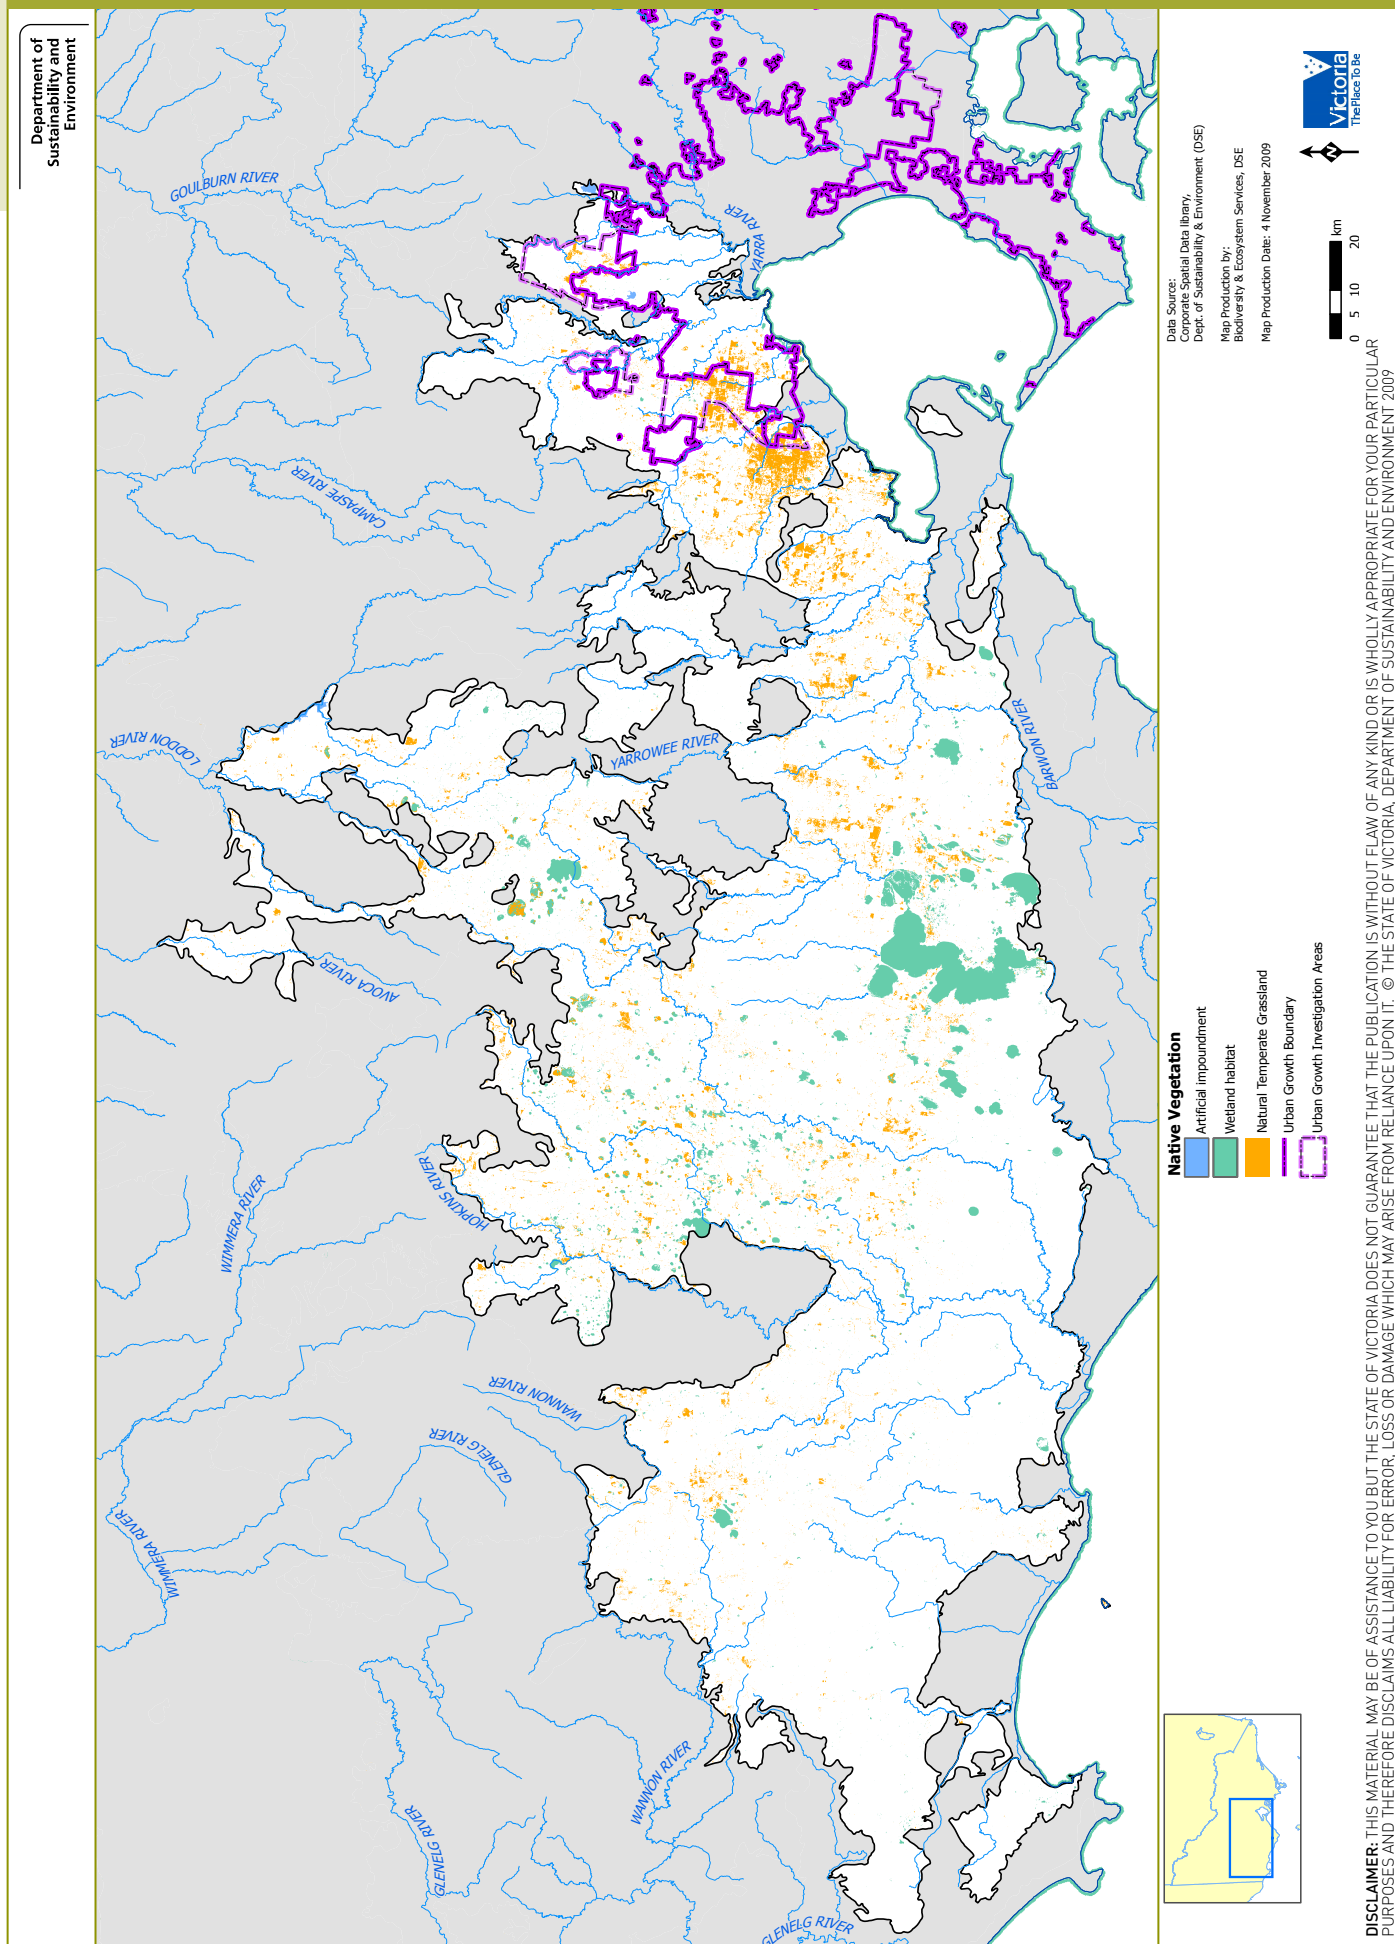 Department of
Sustainability and
Environment
GOULBURN RIVER
YARRA RIVER
CAMPASPE RIVER
LODDON RIVER
YARROWEE RIVER
BARWON RIVER
AVOCA RIVER
WIMMERA RIVER
HOPKINS RIVER
WANNON RIVER
GLENELG RIVER
WIMMERA RIVER
WANNON RIVER
GLENELG RIVER
GLENELG RIVER
Native Vegetation
Artificial impoundment
Wetland habitat
Natural Temperate Grassland
Urban Growth Boundary
Urban Growth Investigation Areas
Data Source:
Corporate Spatial Data library,
Dept. of Sustainability & Environment (DSE)
Map Production by:
Biodiversity & Ecosystem Services, DSE
Map Production Date: 4 November 2009
N
Victoria
The Place To Be
km
0 5 10 20
DISCLAIMER: THIS MATERIAL MAY BE OF ASSISTANCE TO YOU BUT THE STATE OF VICTORIA DOES NOT GUARANTEE THAT THE PUBLICATION IS WITHOUT FLAW OF ANY KIND OR IS WHOLLY APPROPRIATE FOR YOUR PARTICULAR
PURPOSES AND THEREFORE DISCLAIMS ALL LIABILITY FOR ERROR, LOSS OR DAMAGE WHICH MAY ARISE FROM RELIANCE UPON IT. © THE STATE OF VICTORIA, DEPARTMENT OF SUSTAINABILITY AND ENVIRONMENT 2009